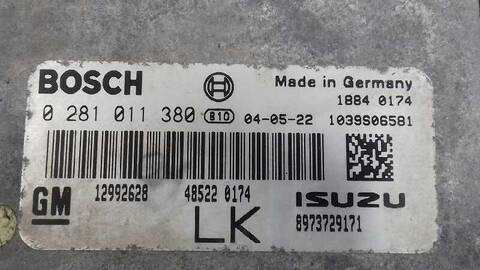 BOSCH Made in Germany
1884 0174
0 281 011 380 B10 04-05-22 1039S06581
12992628 48522 0174
GM LK ISUZU
8973729171